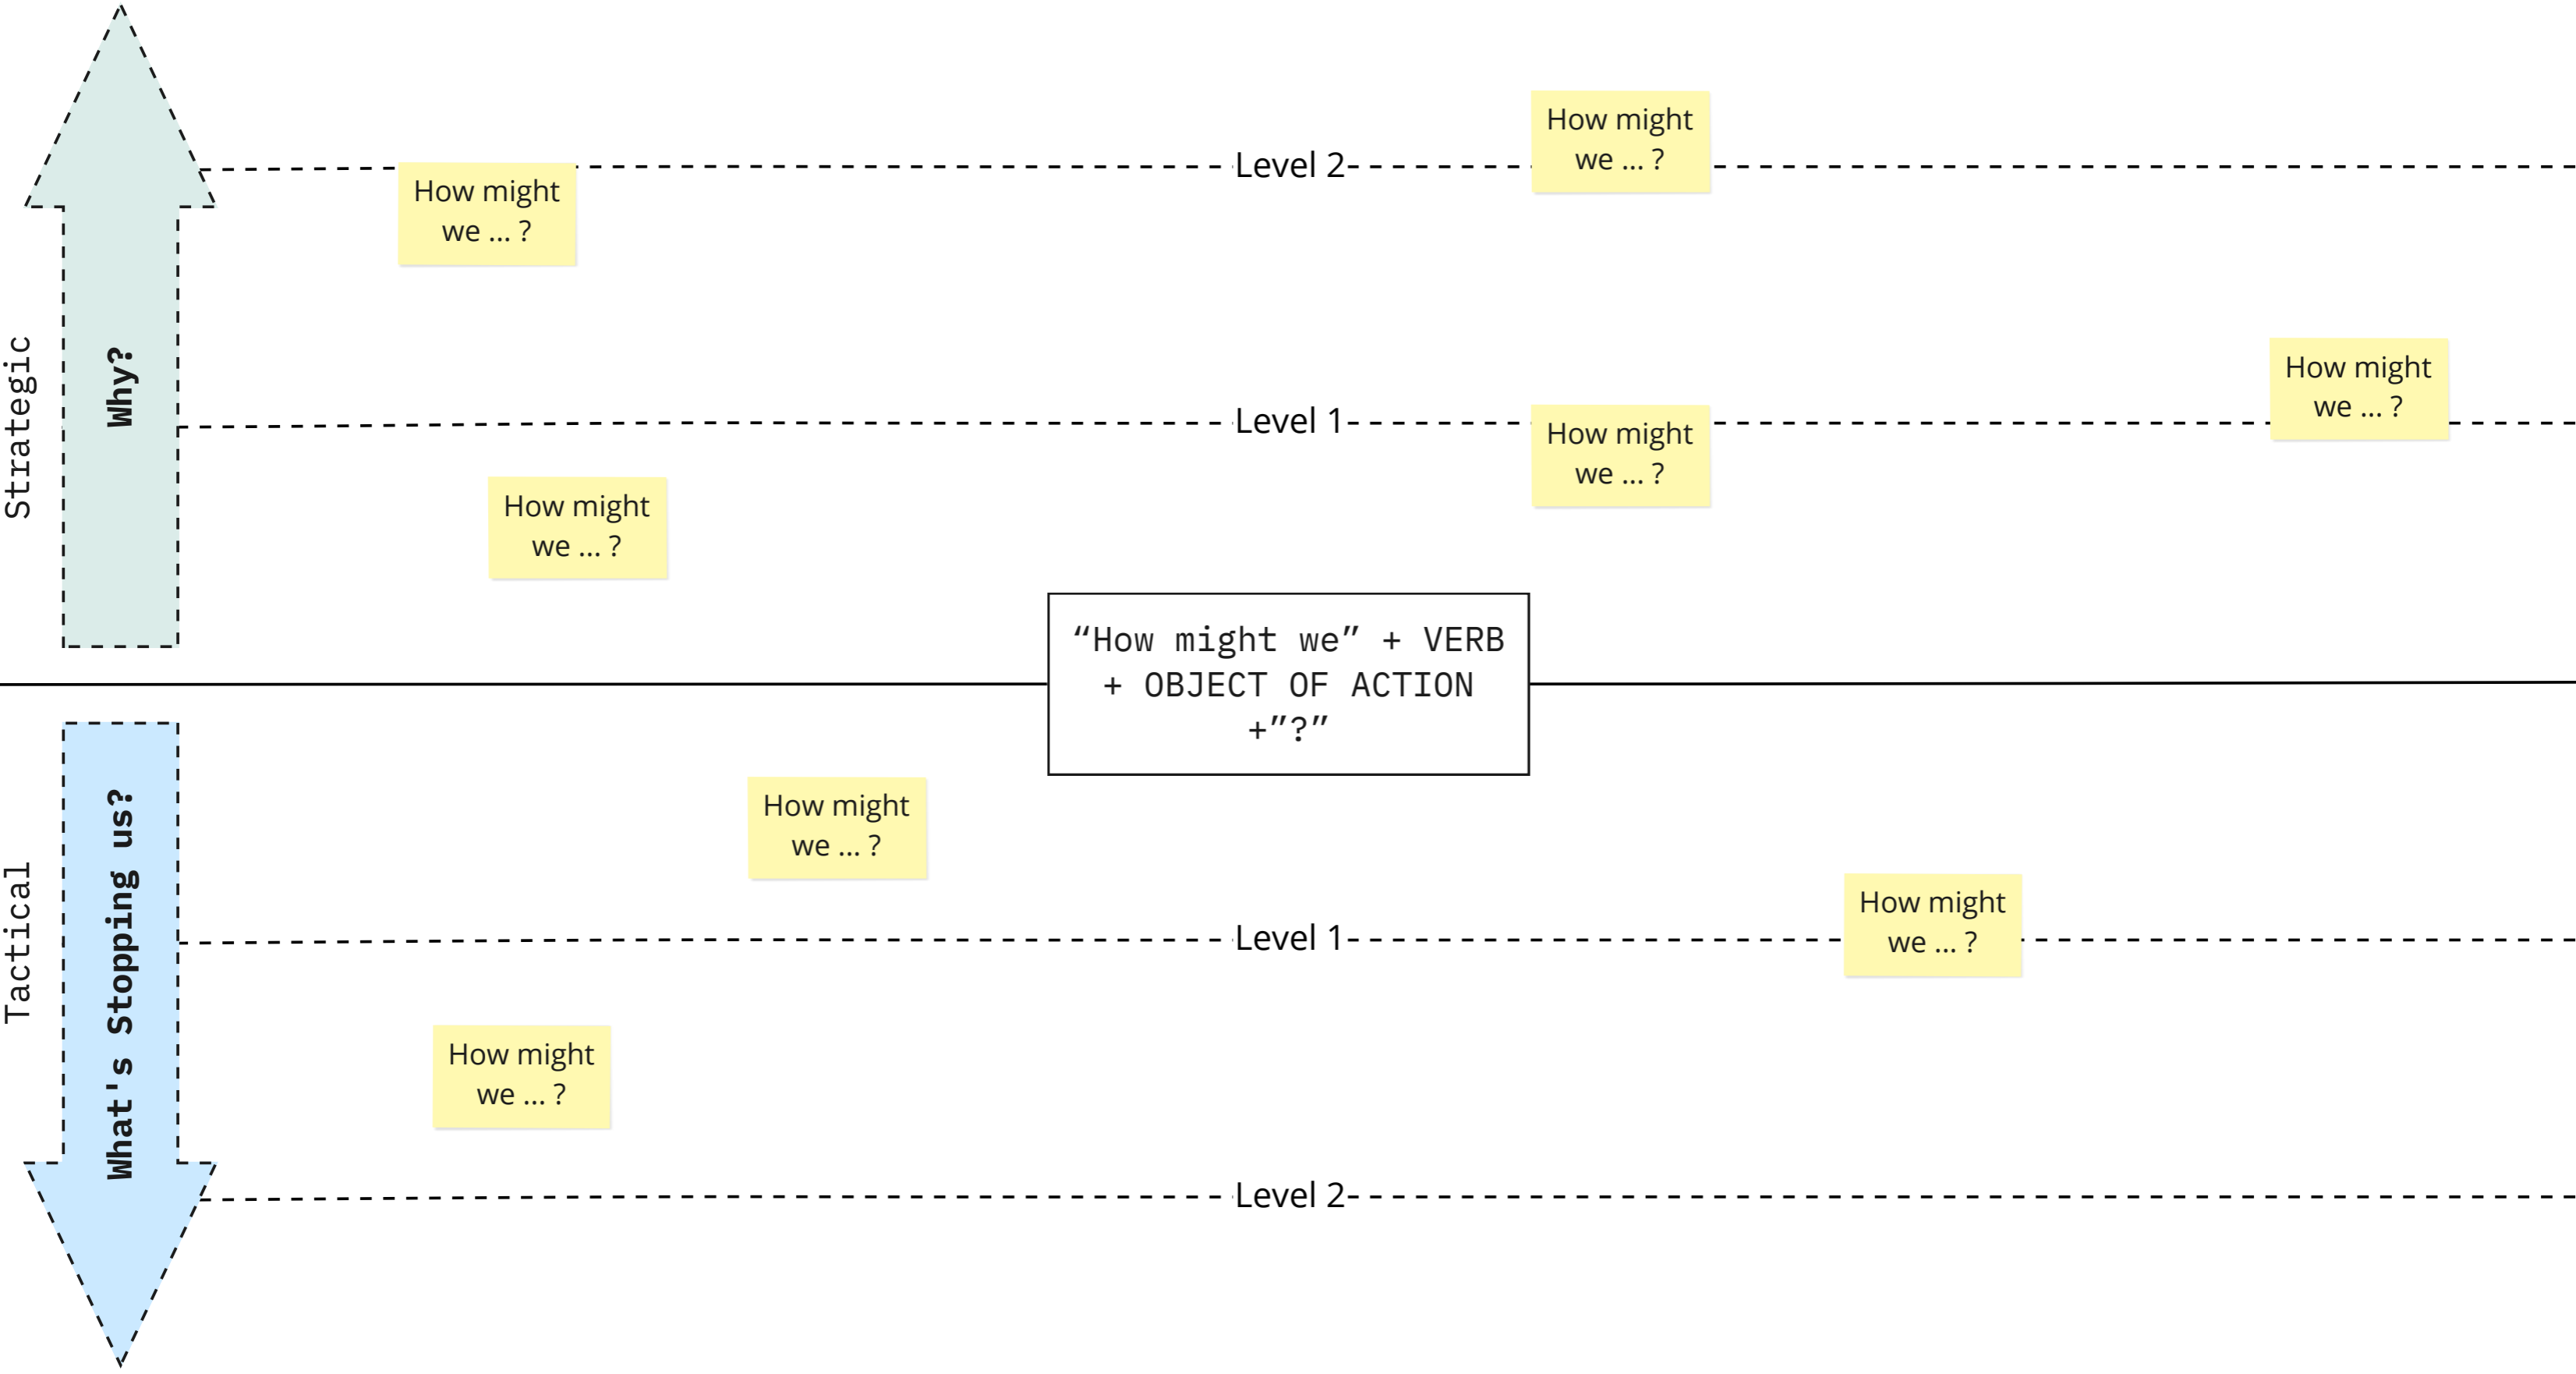 How might
we ... ?
Level 2
How might
we ... ?
Strategic
Why?
Level 1
How might
we ... ?
How might
we ... ?
How might
we ... ?
“How might we” + VERB
+ OBJECT OF ACTION
+”?”
Tactical
What's Stopping us?
How might
we ... ?
Level 1
How might
we ... ?
How might
we ... ?
Level 2